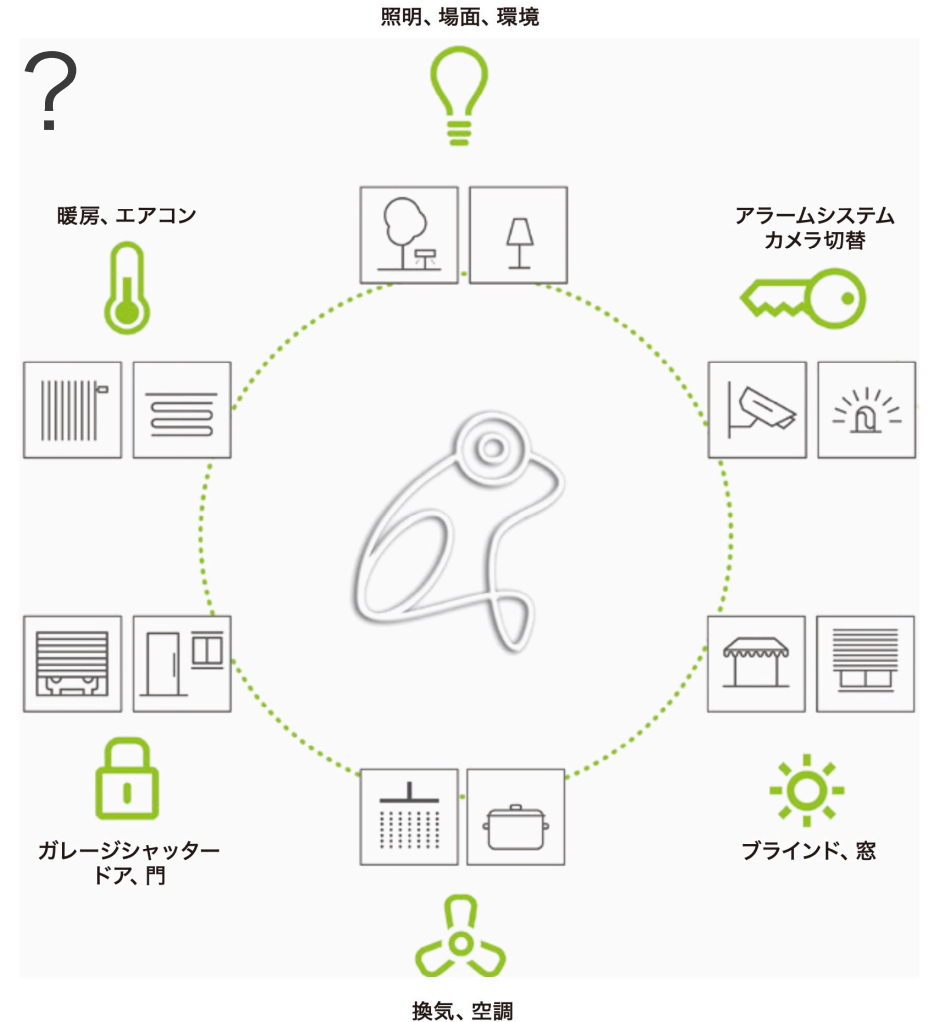 照明、場面、環境
?
暖房、エアコン
アラームシステム
カメラ切替
ガレージシャッター
ドア、門
ブラインド、窓
換気、空調